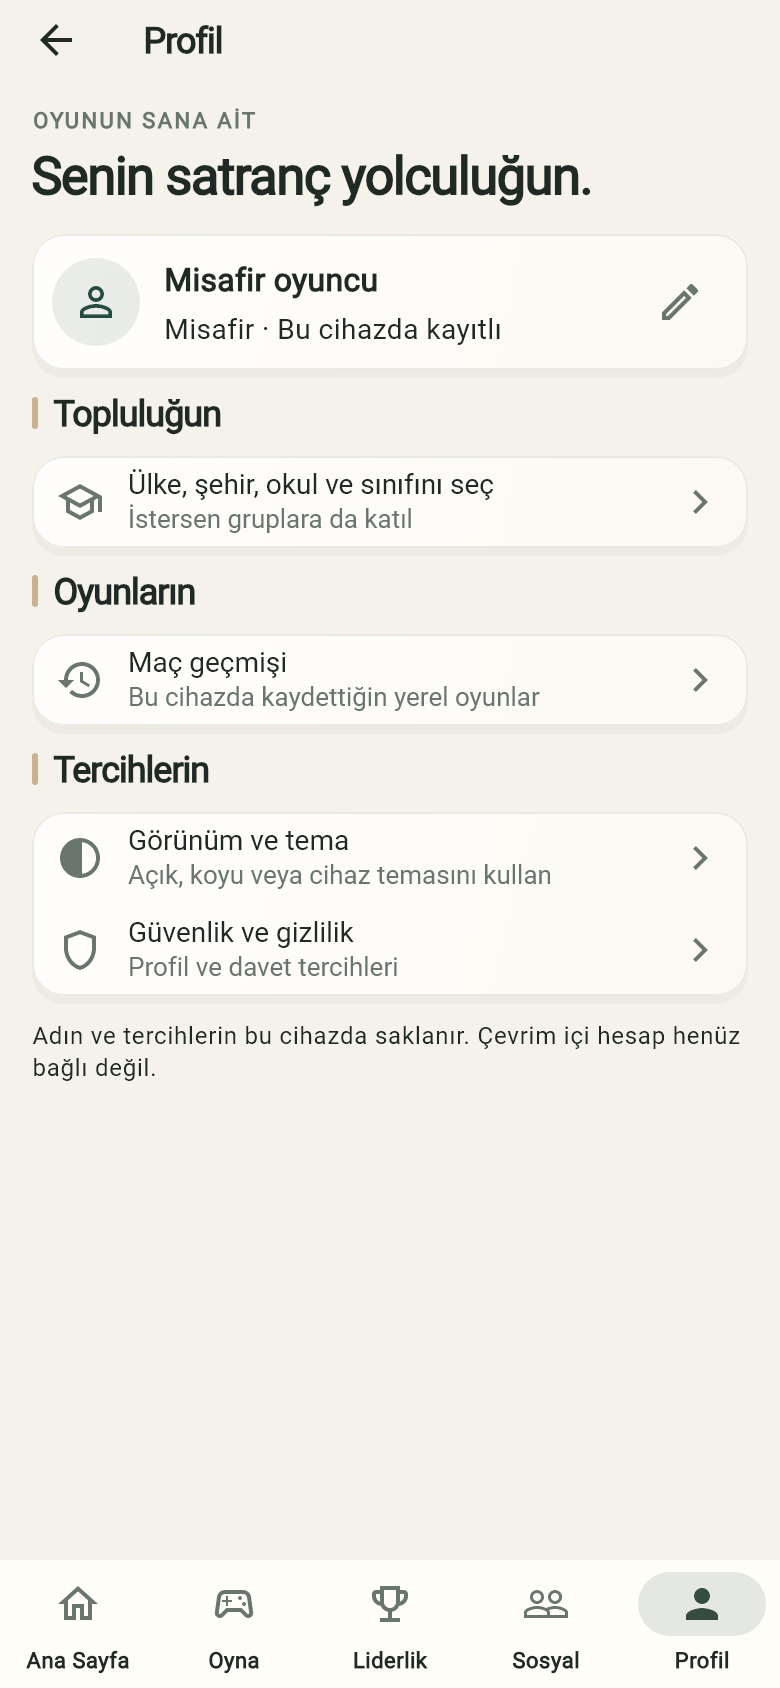 Profil
OYUNUN SANA AİT
Senin satranç yolculuğun.
Misafir oyuncu
Misafir · Bu cihazda kayıtlı
Topluluğun
Ülke, şehir, okul ve sınıfını seç
İstersen gruplara da katıl
Oyunların
Maç geçmişi
Bu cihazda kaydettiğin yerel oyunlar
Tercihlerin
Görünüm ve tema
Açık, koyu veya cihaz temasını kullan
Güvenlik ve gizlilik
Profil ve davet tercihleri
Adın ve tercihlerin bu cihazda saklanır. Çevrim içi hesap henüz
bağlı değil.
Ana Sayfa Oyna Liderlik Sosyal Profil